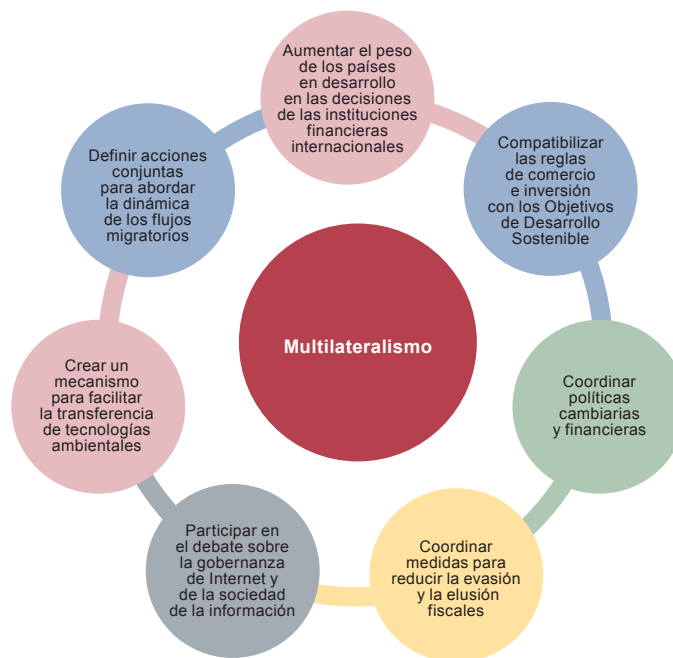 Aumentar el peso
de los países
en desarrollo
en las decisiones
de las instituciones
financieras
internacionales
Compatibilizar
las reglas
de comercio
e inversión
con los Objetivos
de Desarrollo
Sostenible
Coordinar
políticas
cambiarias
y financieras
Coordinar
medidas para
reducir la evasión
y la elusión
fiscales
Participar en
el debate sobre
la gobernanza
de Internet y
de la sociedad
de la información
Crear un
mecanismo
para facilitar
la transferencia
de tecnologías
ambientales
Definir acciones
conjuntas
para abordar
la dinámica
de los flujos
migratorios
Multilateralismo